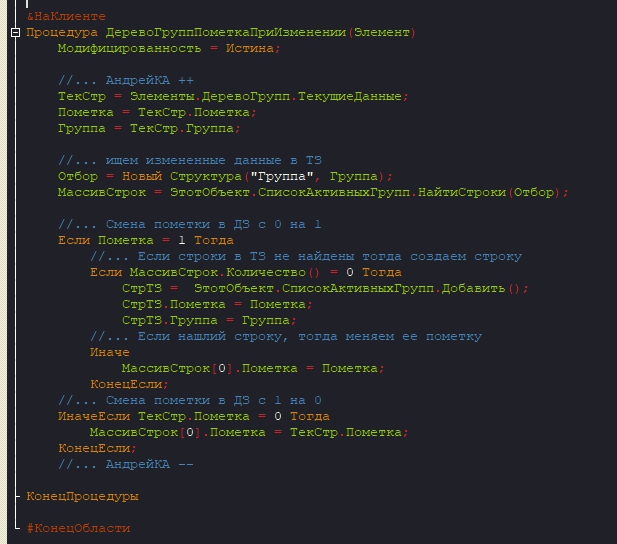 &НаКлиенте
Процедура ДеревоГруппПометкаПриИзменении(Элемент)
Модифицированность = Истина;
//... АндрейКА ++
ТекСтр = Элементы.ДеревоГрупп.ТекущиеДанные;
Пометка = ТекСтр.Пометка;
Группа = ТекСтр.Группа;
//... ищем измененные данные в ТЗ
Отбор = Новый Структура("Группа", Группа);
МассивСтрок = ЭтотОбъект.СписокАктивныхГрупп.НайтиСтроки(Отбор);
//... Смена пометки в ДЗ с 0 на 1
Если Пометка = 1 Тогда
//... Если строки в ТЗ не найдены тогда создаем строку
Если МассивСтрок.Количество() = 0 Тогда
СтрТЗ =  ЭтотОбъект.СписокАктивныхГрупп.Добавить();
СтрТЗ.Пометка = Пометка;
СтрТЗ.Группа = Группа;
//... Если нашлий строку, тогда меняем ее пометку
Иначе
МассивСтрок[0].Пометка = Пометка;
КонецЕсли;
//... Смена пометки в ДЗ с 1 на 0
ИначеЕсли ТекСтр.Пометка = 0 Тогда
МассивСтрок[0].Пометка = ТекСтр.Пометка;
КонецЕсли;
//... АндрейКА --
КонецПроцедуры
#КонецОбласти